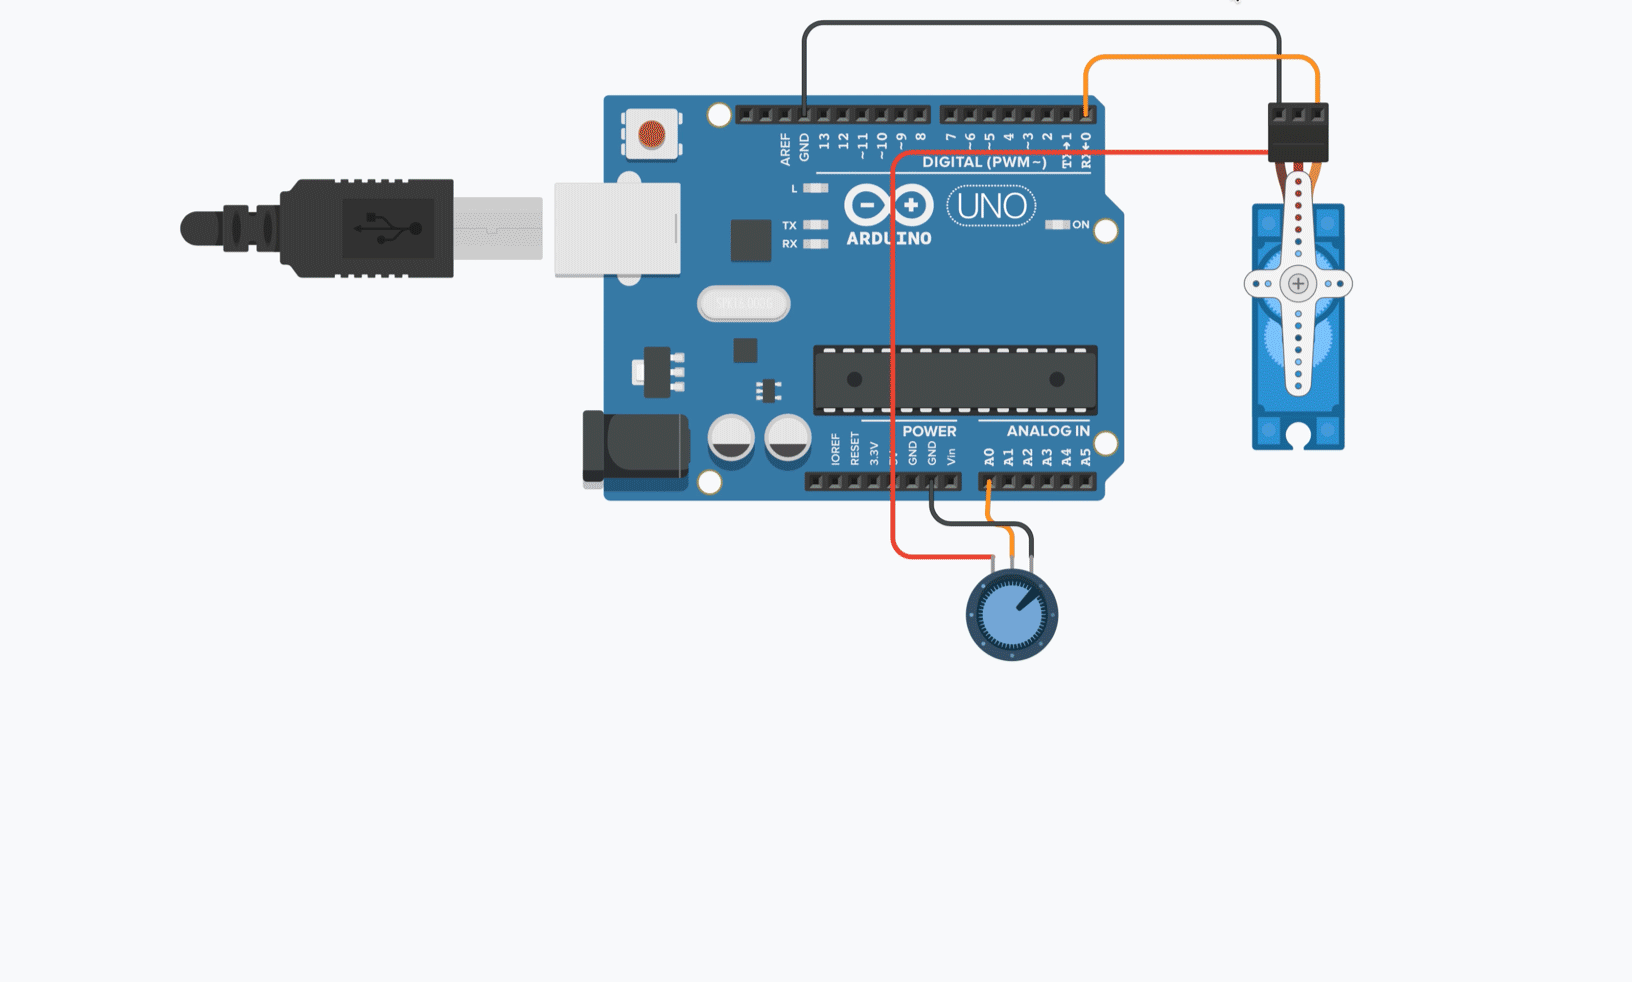 AREF
GND
13
12
~11
~10
~9
8
7
~6
~5
4
~3
2
TX→1
RX←0
DIGITAL (PWM~)
L
TX
RX
ARDUINO
UNO
ON
POWER
ANALOG IN
IOREF
RESET
3.3V
GND
GND
Vin
A0
A1
A2
A3
A4
A5